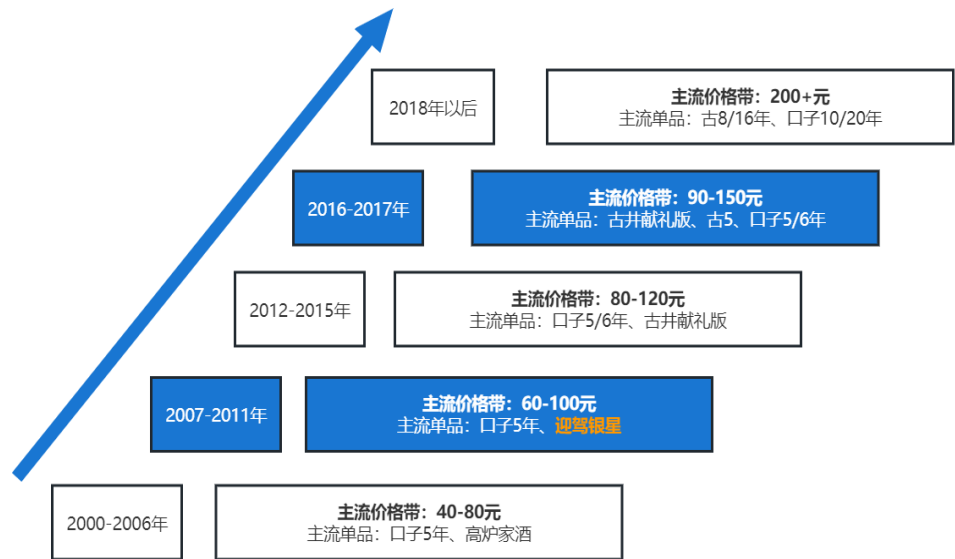 2018年以后
主流价格带：200+元
主流单品：古8/16年、口子10/20年
2016-2017年
主流价格带：90-150元
主流单品：古井献礼版、古5、口子5/6年
2012-2015年
主流价格带：80-120元
主流单品：口子5/6年、古井献礼版
2007-2011年
主流价格带：60-100元
主流单品：口子5年、迎驾银星
2000-2006年
主流价格带：40-80元
主流单品：口子5年、高炉家酒